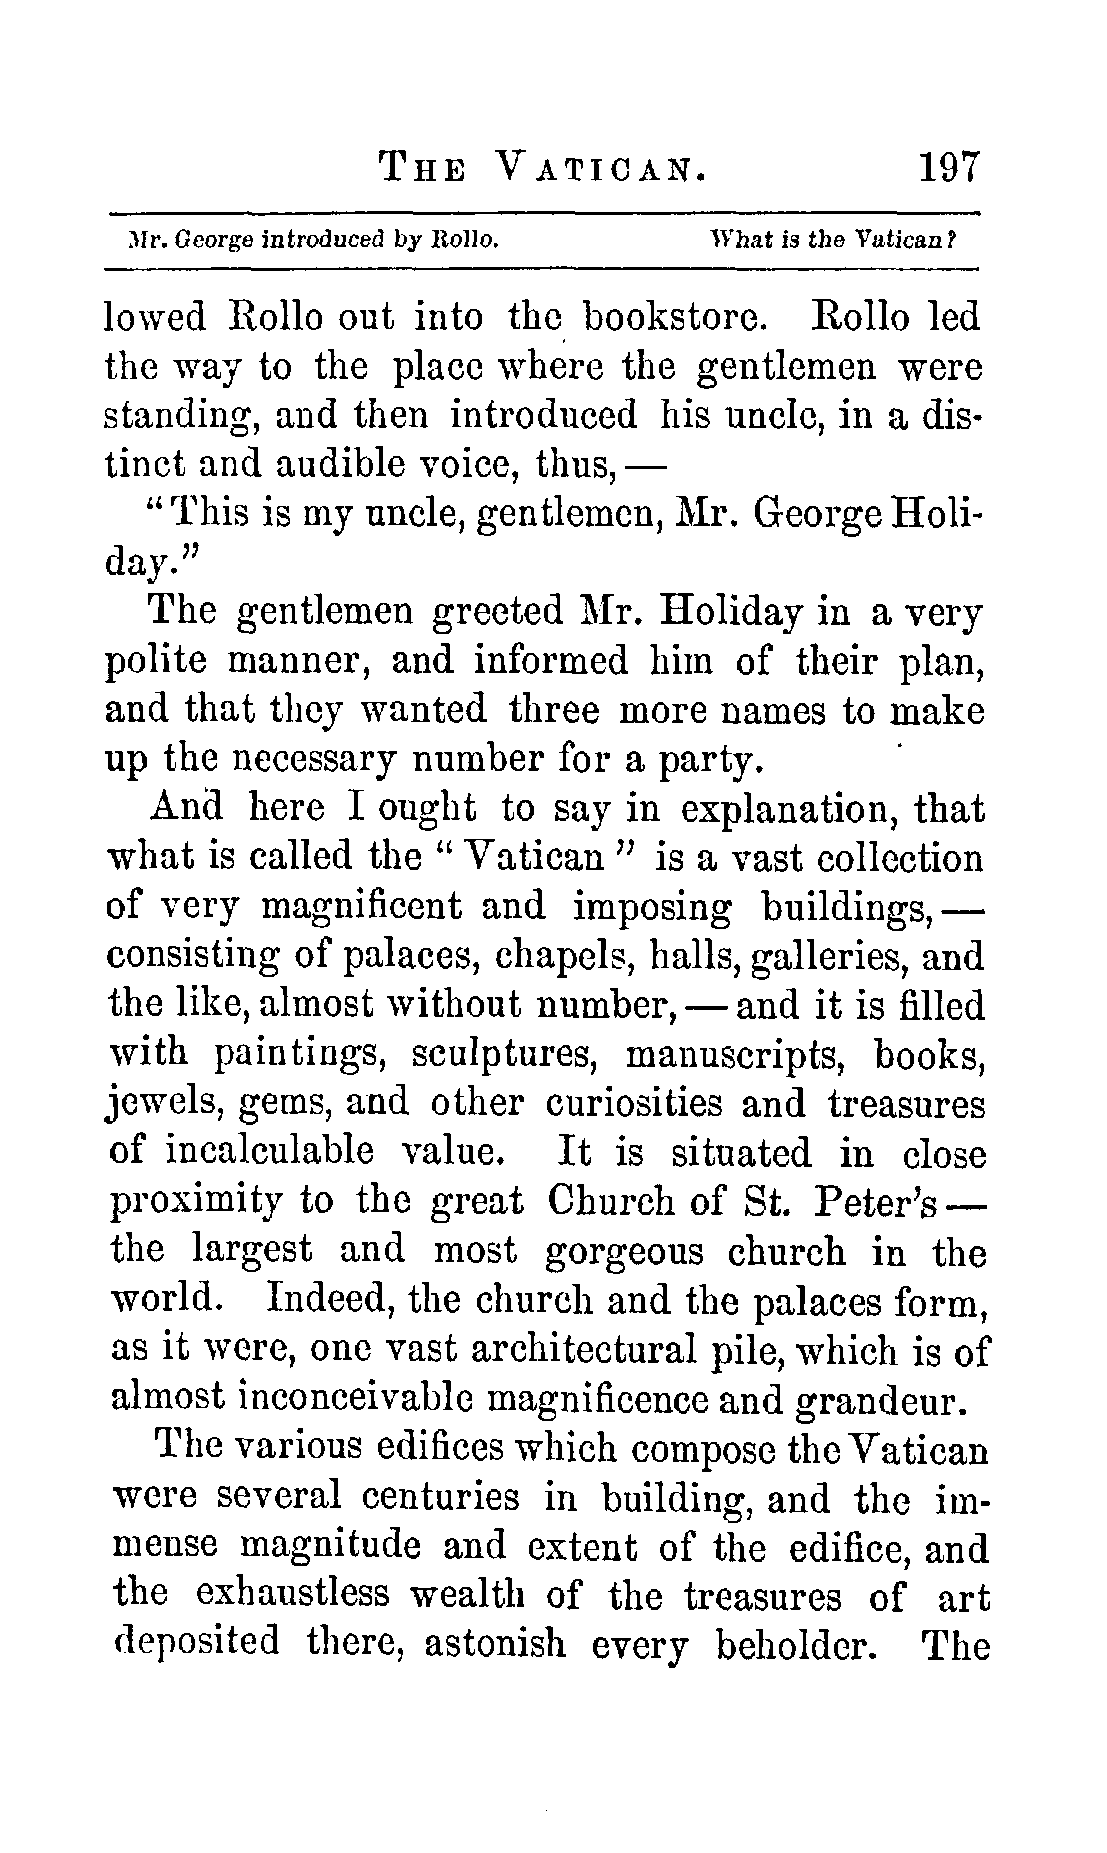 THE VATICAN. 197
Mr. George introduced by Rollo. What is the Vatican?
lowed Rollo out into the bookstore. Rollo led
the way to the place where the gentlemen were
standing, and then introduced his uncle, in a dis-
tinct and audible voice, thus,—
"This is my uncle, gentlemen, Mr. George Holi-
day."
The gentlemen greeted Mr. Holiday in a very
polite manner, and informed him of their plan,
and that they wanted three more names to make
up the necessary number for a party.
And here I ought to say in explanation, that
what is called the "Vatican" is a vast collection
of very magnificent and imposing buildings,—
consisting of palaces, chapels, halls, galleries, and
the like, almost without number,—and it is filled
with paintings, sculptures, manuscripts, books,
jewels, gems, and other curiosities and treasures
of incalculable value. It is situated in close
proximity to the great Church of St. Peter's—
the largest and most gorgeous church in the
world. Indeed, the church and the palaces form,
as it were, one vast architectural pile, which is of
almost inconceivable magnificence and grandeur.
The various edifices which compose the Vatican
were several centuries in building, and the im-
mense magnitude and extent of the edifice, and
the exhaustless wealth of the treasures of art
deposited there, astonish every beholder. The